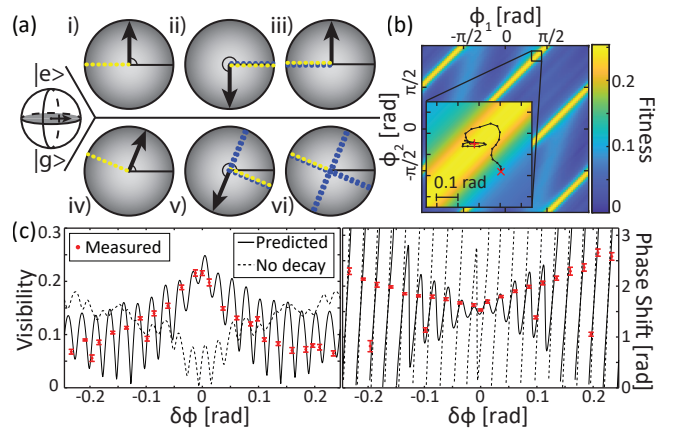 (a)
i)
ii)
iii)
|e>
|g>
iv)
v)
vi)
(b)
ϕ1 [rad]
-π/2 0 π/2
ϕ2 [rad]
π/2
0
-π/2
0.1 rad
0.2
0.1
0
Fitness
(c)
Measured
Predicted
No decay
Visibility
0.3
0.2
0.1
0
-0.2 -0.1 0 0.1 0.2
δϕ [rad]
-0.2 -0.1 0 0.1 0.2
δϕ [rad]
3
2
1
0
Phase Shift [rad]